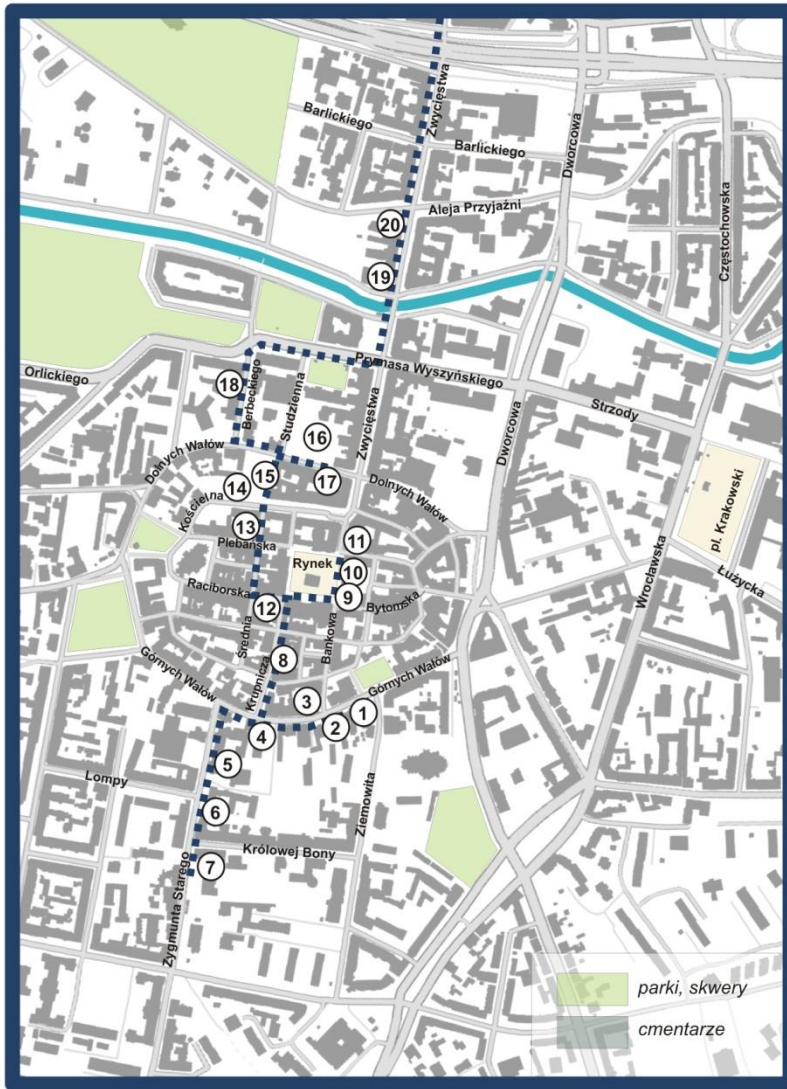 Zwycięstwa
Barlickiego
Barlickiego
Dworcowa
Aleja Przyjaźni
Częstochowska
20
19
Prymasa Wyszyńskiego
Orlickiego
18
Berbeckiego
Studzienna
Zwycięstwa
Strzody
Dworcowa
16
Dolnych Wałów
15
17
Dolnych Wałów
14
Kościelna
pl. Krakowski
13
Plebańska
11
Wrocławska
Łużycka
Rynek
10
Raciborska
9
12
Bytomska
Średnia
Bankowa
8
Krupnicza
Górnych Wałów
Górnych Wałów
3
1
2
4
5
Lompy
Ziemowita
6
Królowej Bony
7
Zygmunta Starego
parki, skwery
cmentarze